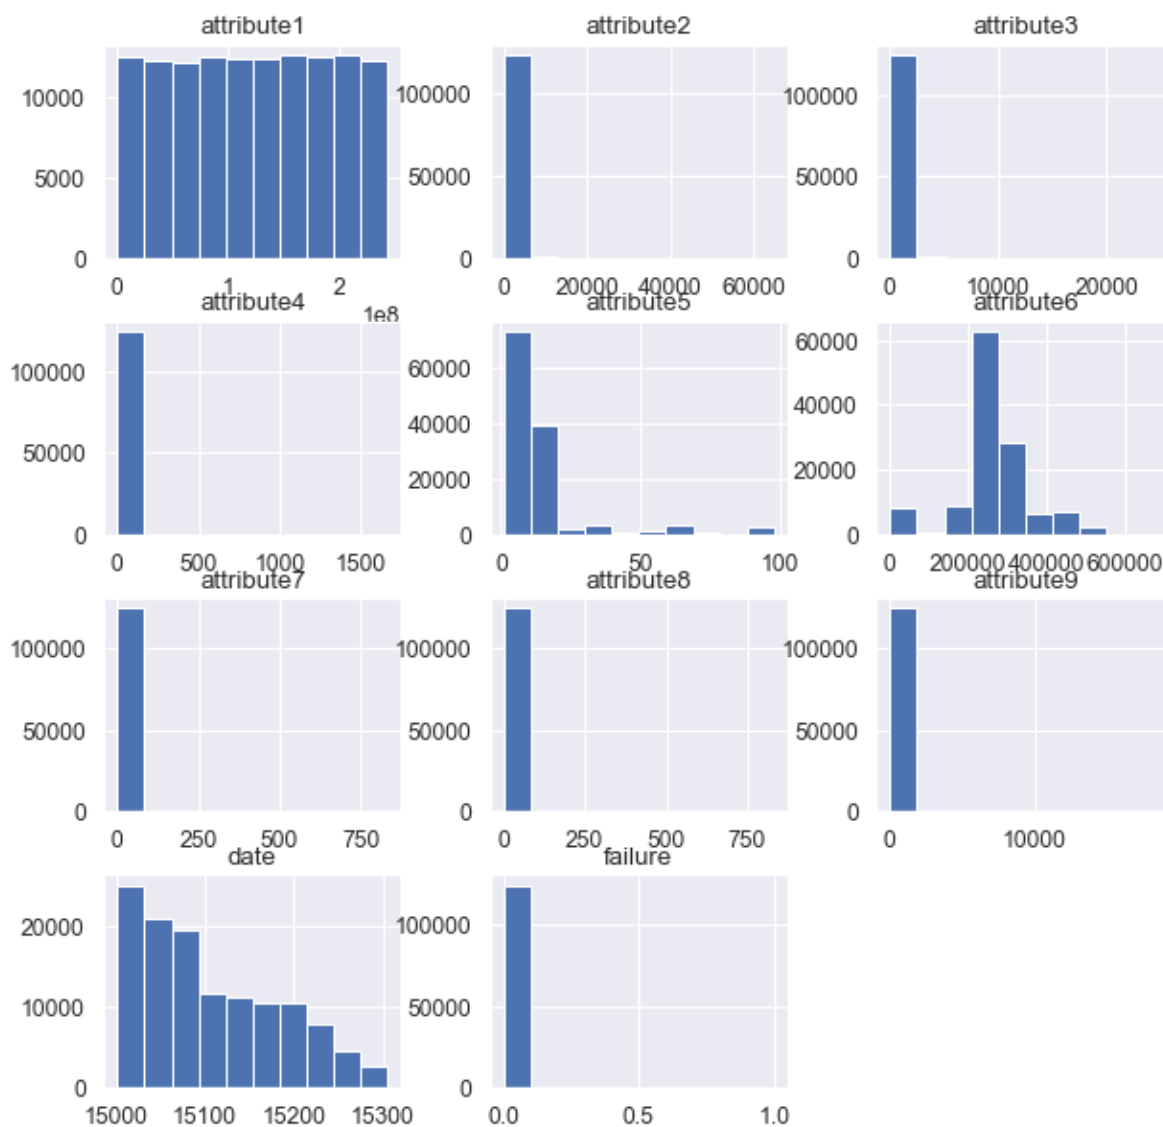 attribute1 attribute2 attribute3
10000 100000 100000
5000 50000 50000
0 0 0
0 1 2 0 20000 40000 60000 0 10000 20000
1e8
attribute4 attribute5 attribute6
100000 60000 60000
50000 40000 40000
20000 20000
0 0 0
0 500 1000 1500 0 50 100 0 200000 400000 600000
attribute7 attribute8 attribute9
100000 100000 100000
50000 50000 50000
0 0 0
0 250 500 750 0 250 500 750 0 10000
date failure
20000 100000
10000 50000
0 0
15000 15100 15200 15300 0.0 0.5 1.0